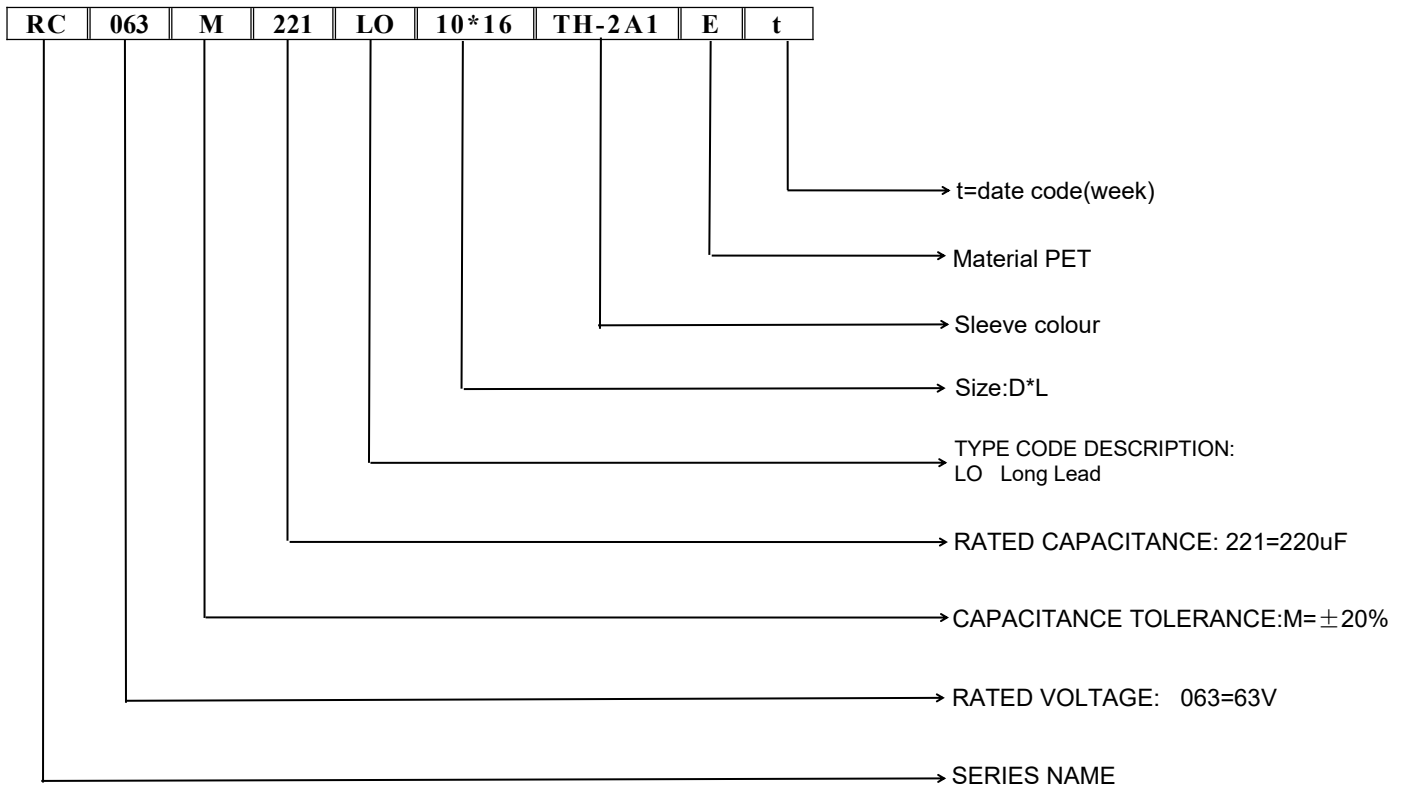 RC 063 M 221 LO 10*16 TH-2A1 E t
t=date code(week)
Material PET
Sleeve colour
Size:D*L
TYPE CODE DESCRIPTION:
LO Long Lead
RATED CAPACITANCE: 221=220uF
CAPACITANCE TOLERANCE:M=±20%
RATED VOLTAGE: 063=63V
SERIES NAME